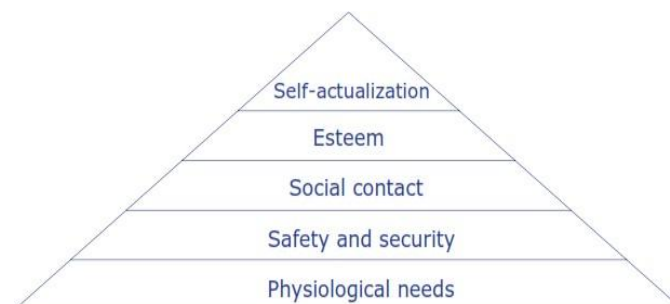 Self-actualization
Esteem
Social contact
Safety and security
Physiological needs